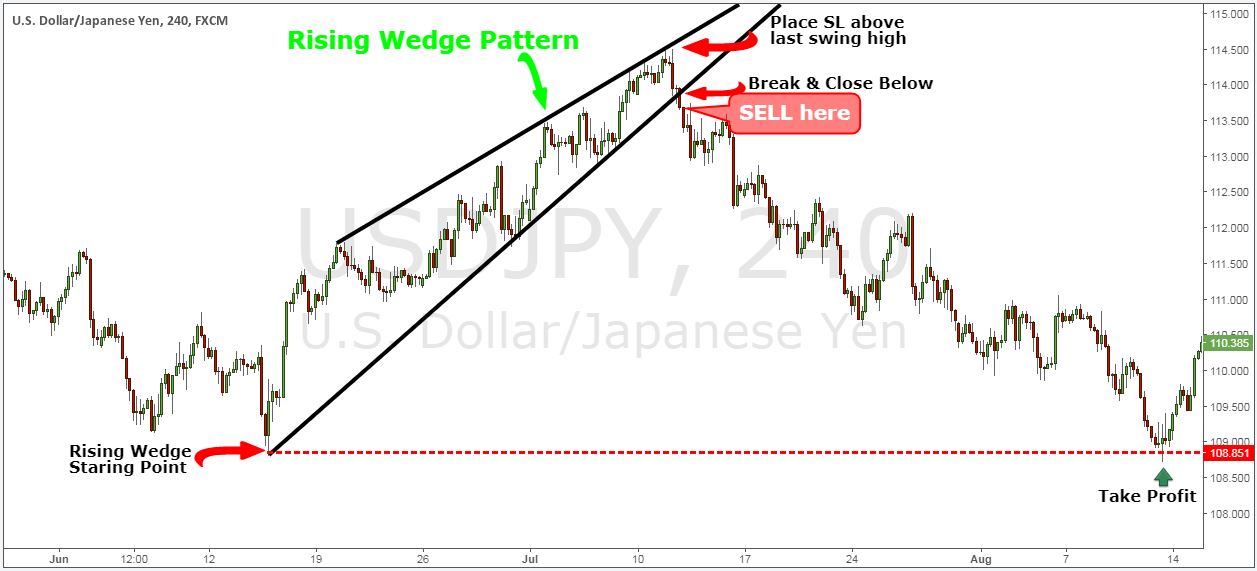 U.S. Dollar/Japanese Yen, 240, FXCM
Rising Wedge Pattern
Place SL above
last swing high
Break & Close Below
SELL here
USDJPY, 240
U.S. Dollar/Japanese Yen
Rising Wedge
Staring Point
Take Profit
115.000
114.500
114.000
113.500
113.000
112.500
112.000
111.500
111.000
110.500
110.385
110.000
109.500
109.000
108.851
108.500
108.000
Jun 12:00 12 19 26 Jul 10 17 24 Aug 7 14